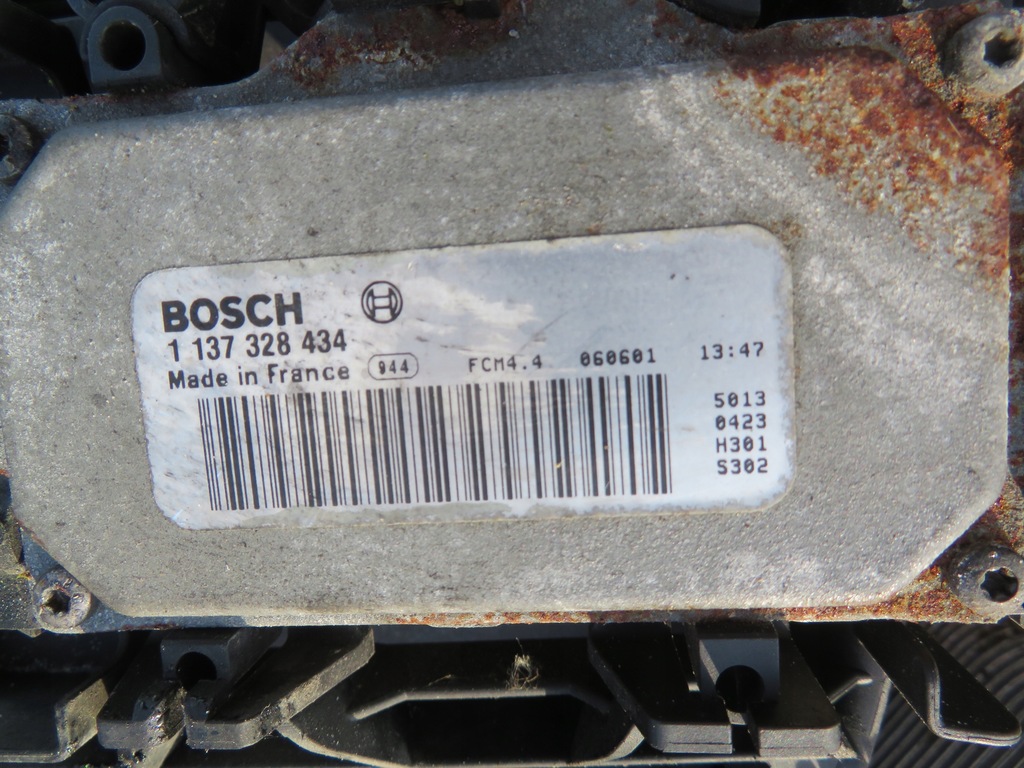 BOSCH
1 137 328 434
Made in France 944 FCM4.4 060601 13:47
5013
0423
H301
S302